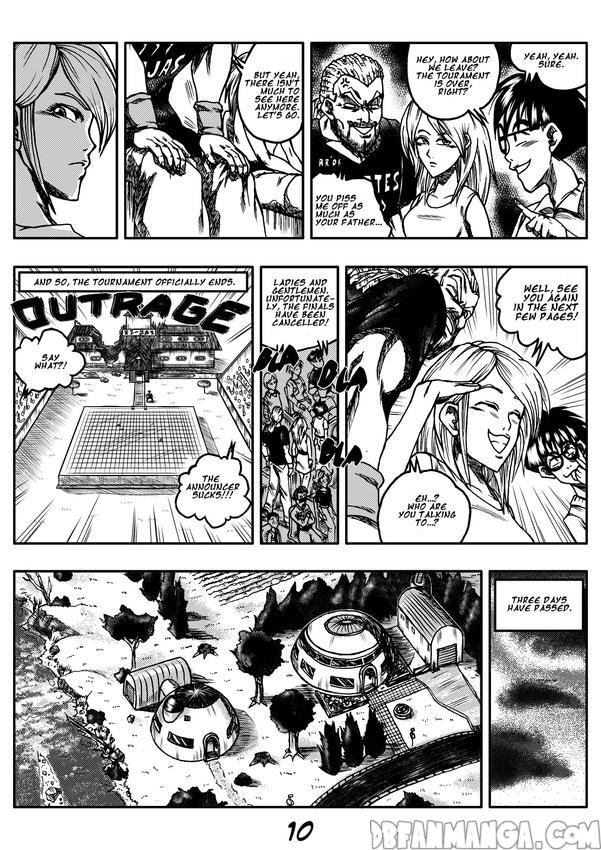 JAS
BUT YEAH,
THERE ISN'T
MUCH TO
SEE HERE
ANYMORE.
LET'S GO.
HEY, HOW ABOUT
WE LEAVE?
THE TOURAMENT
IS OVER,
RIGHT?
YEAH, YEAH.
SURE.
AR'06
TES
YOU PISS
ME OFF AS
MUCH AS
YOUR FATHER...
AND SO, THE TOURNAMENT OFFICIALLY ENDS.
OUTRAGE
SAY
WHAT?!
THE
ANNOUNCER
SUCKS!!!
LADIES AND
GENTLEMEN.
UNFORTUNATE-
LY, THE FINALS
HAVE BEEN
CANCELLED!
BLA
BLA
BLA
WELL, SEE
YOU AGAIN
IN THE NEXT
FEW PAGES!
EH...?
WHO ARE
YOU TALKING
TO...?
THREE DAYS
HAVE PASSED.
10
DBFANMANGA.COM